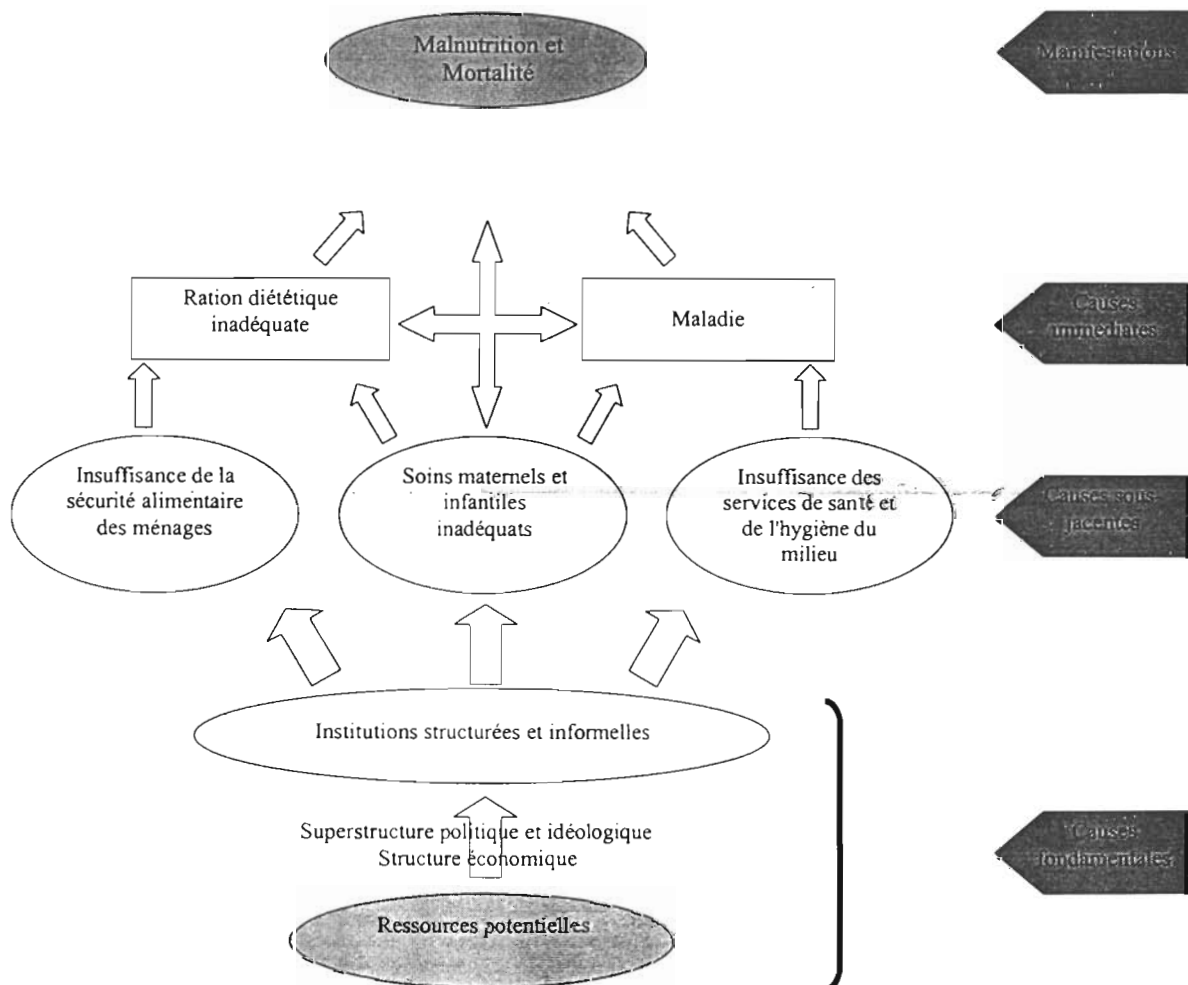 Malnutrition et
Mortalité
Manifestations
Ration diététique
inadéquate
Maladie
Causes
immédiates
Insuffisance de la
sécurité alimentaire
des ménages
Soins maternels et
infantiles
inadéquats
Insuffisance des
services de santé et
de l'hygiène du
milieu
Causes sous-
jacentes
Institutions structurées et informelles
Superstructure politique et idéologique
Structure économique
Causes
fondamentales
Ressources potentielles